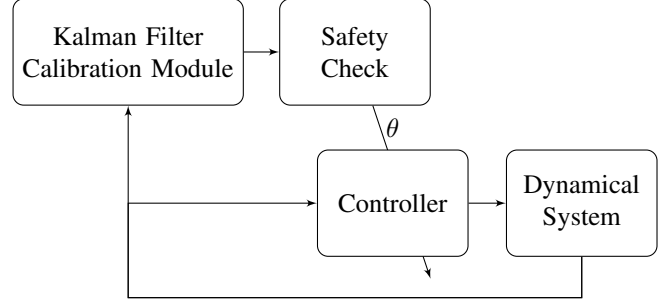 Kalman Filter
Calibration Module
Safety
Check
θ
Controller
Dynamical
System